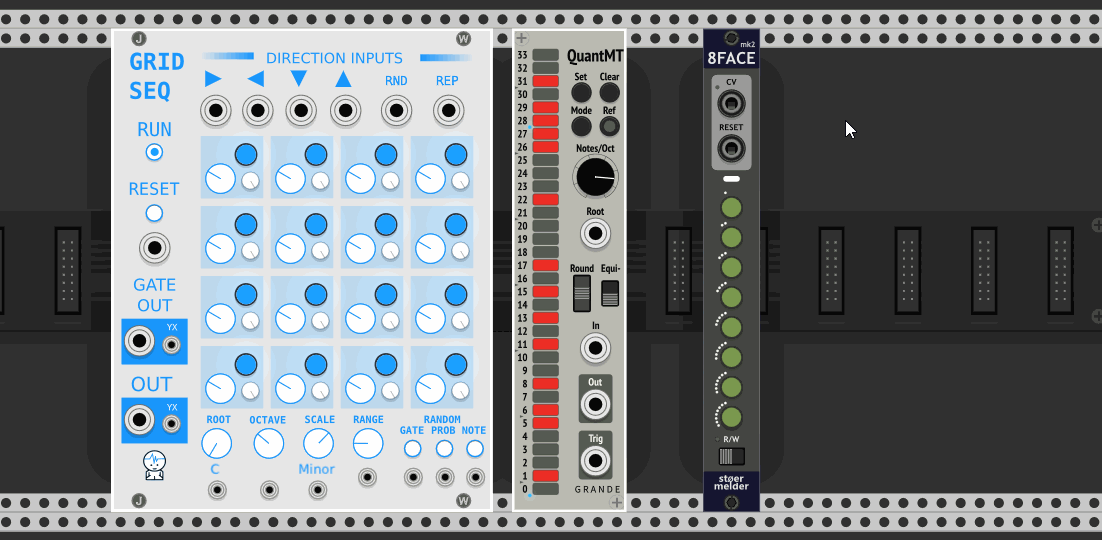 J W
GRID
SEQ
DIRECTION INPUTS
RND REP
RUN
RESET
GATE
OUT
YX
OUT
YX
ROOT OCTAVE SCALE RANGE RANDOM
GATE PROB NOTE
C Minor
J W
QuantMT
Set Clear
Mode Ref
Notes/Oct
Root
Round Equi-
In
Out
Trig
GRANDE
33
32
31
30
29
28
27
26
25
24
23
22
21
20
19
18
17
16
15
14
13
12
11
10
9
8
7
6
5
4
3
2
1
0
mk2
8FACE
CV
RESET
R/W
stœr
melder